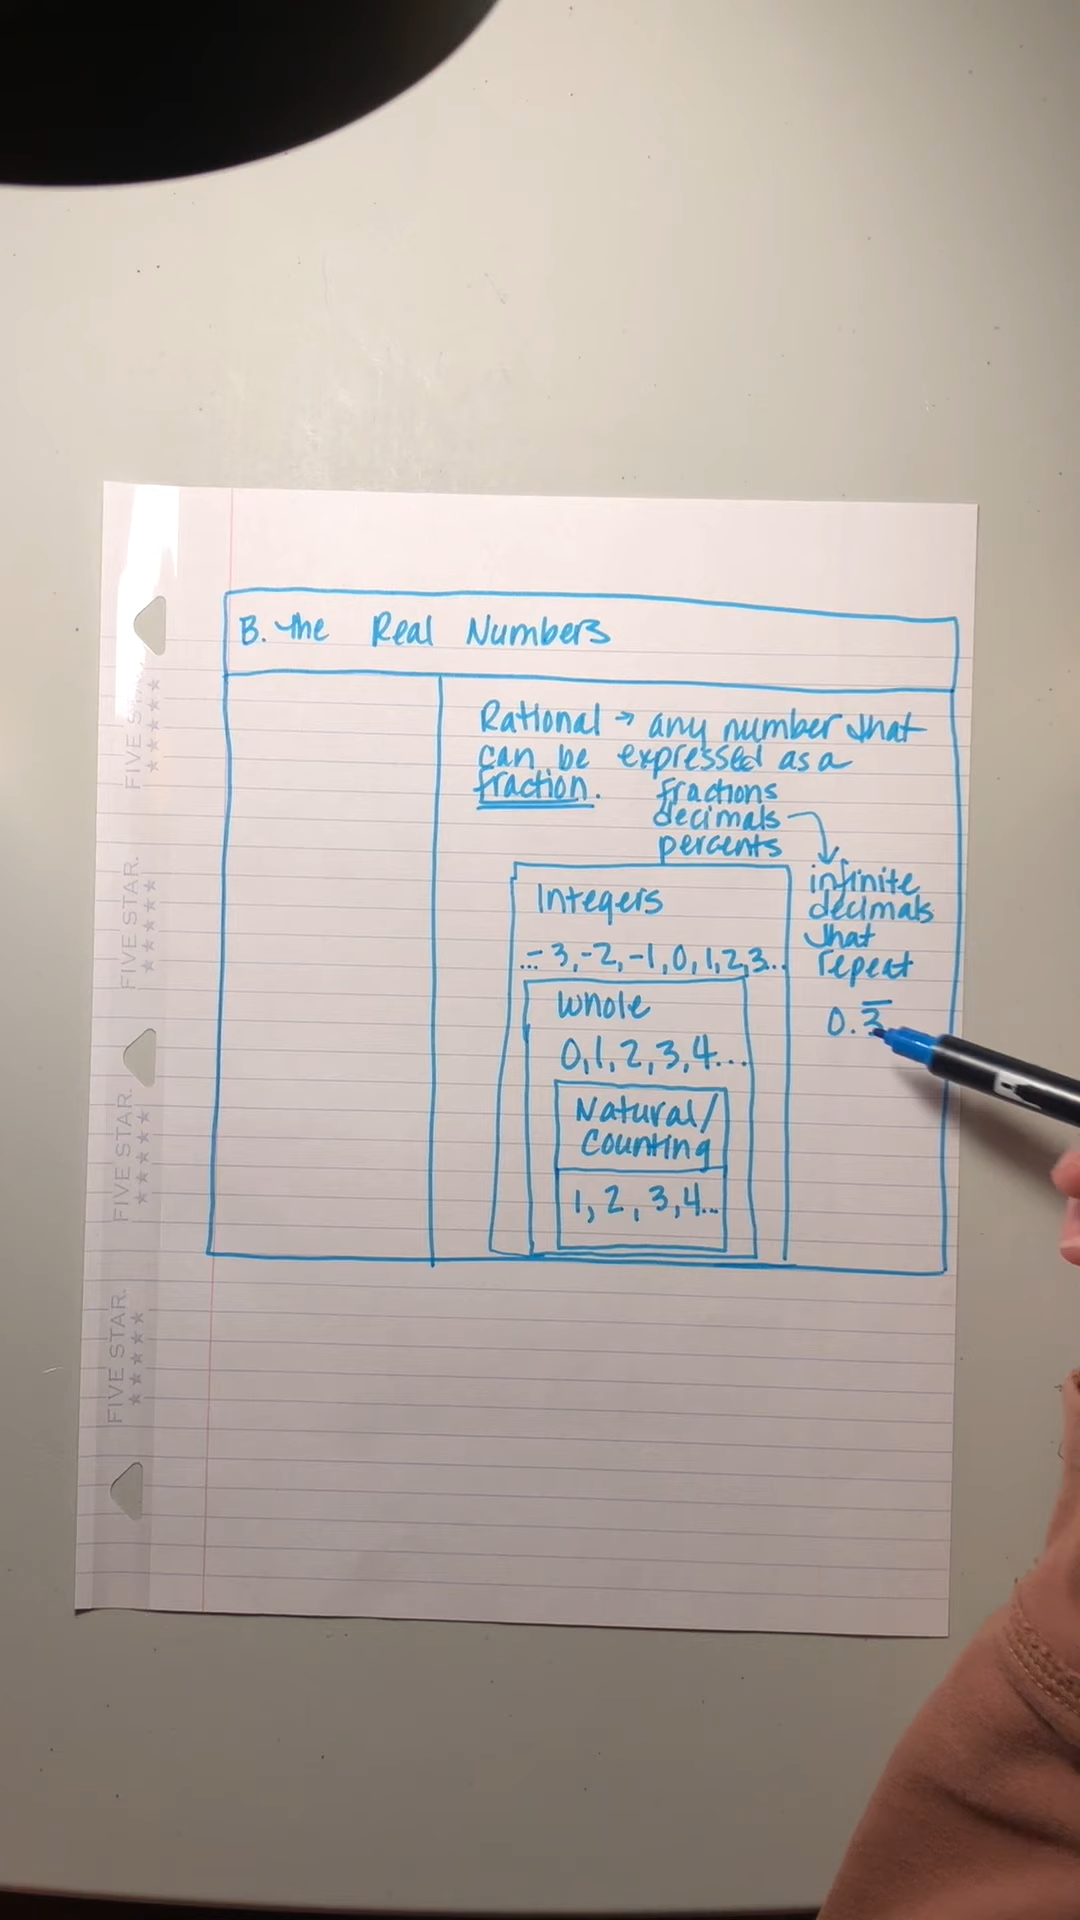 B. The Real Numbers
Rational → any number that
can be expressed as a
fraction.
fractions
decimals
percents
infinite
decimals
that
repeat
0.3̅
Integers
...-3,-2,-1,0,1,2,3...
Whole
0,1,2,3,4...
Natural/
Counting
1, 2, 3,4...
FIVE STAR.
FIVE STAR.
FIVE STAR.
FIVE STAR.